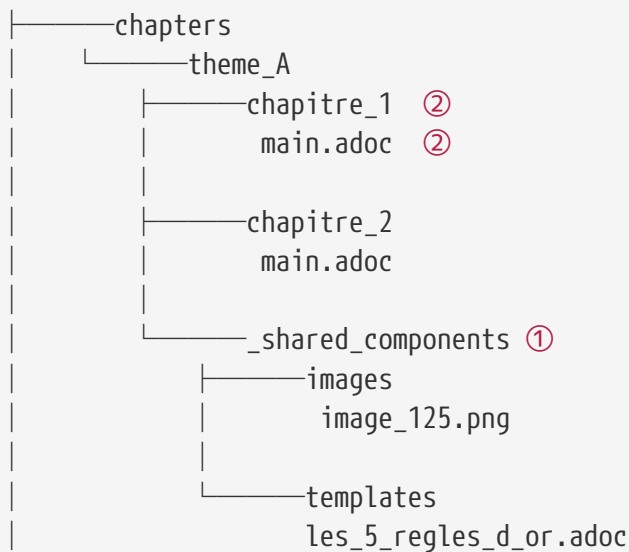 chapters
theme_A
chapitre_1 ②
main.adoc ②
chapitre_2
main.adoc
_shared_components ①
images
image_125.png
templates
les_5_regles_d_or.adoc